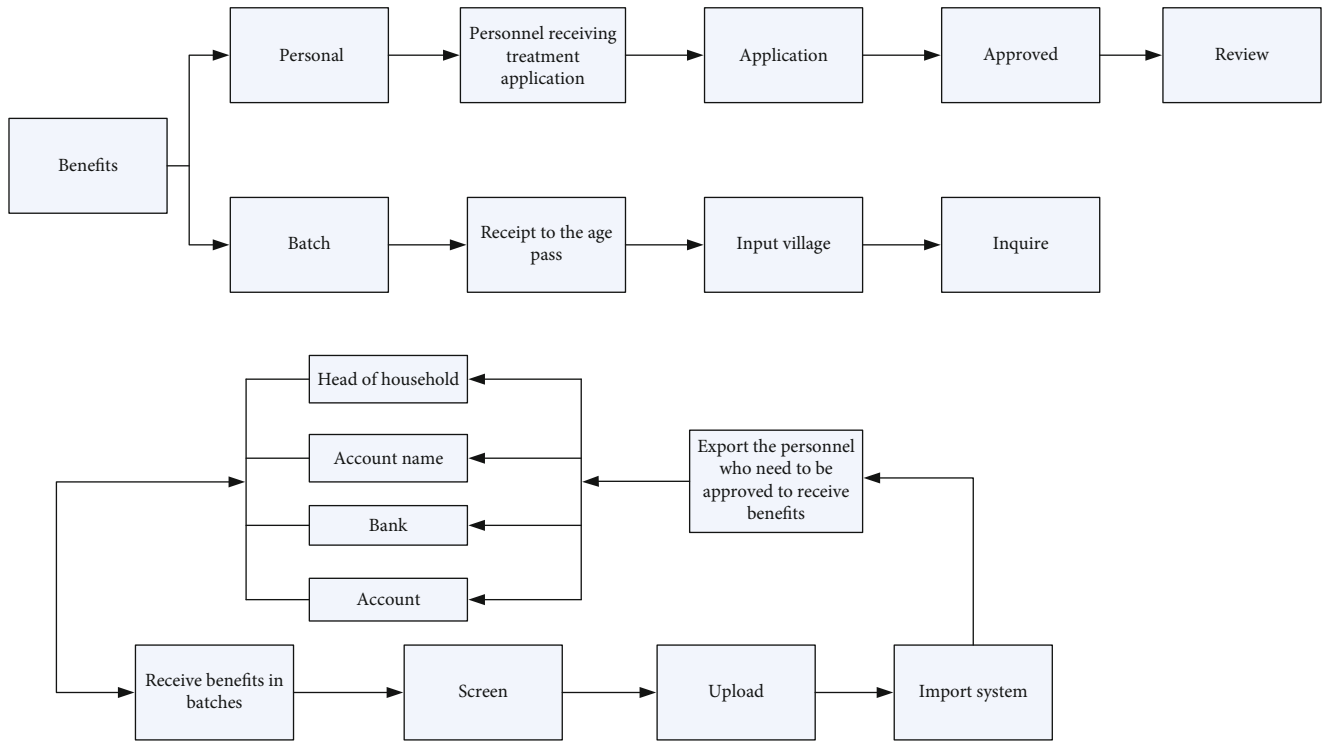 Personal
Personnel receiving
treatment
application
Application
Approved
Review
Benefits
Batch
Receipt to the age
pass
Input village
Inquire
Head of household
Account name
Bank
Account
Export the personnel
who need to be
approved to receive
benefits
Receive benefits in
batches
Screen
Upload
Import system